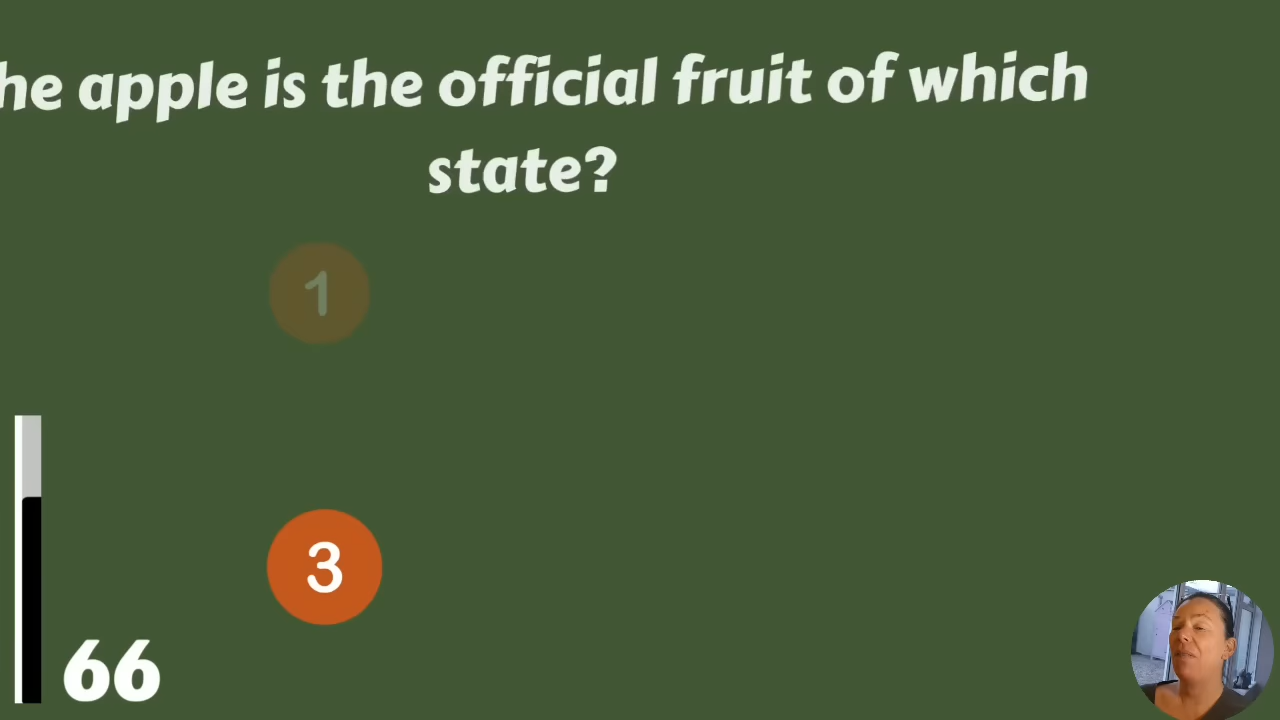 he apple is the official fruit of which
state?
1
3
66